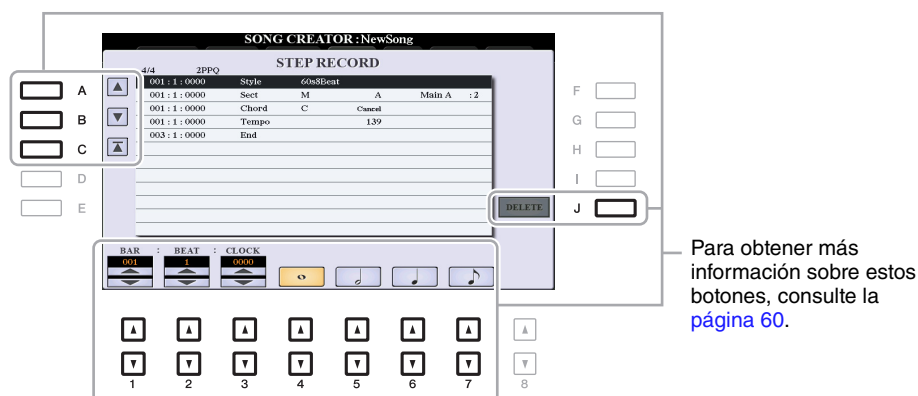 SONG CREATOR : NewSong
STEP RECORD
4/4 2PPQ
001 : 1 : 0000 Style 60s8Beat
001 : 1 : 0000 Sect M A Main A : 2
001 : 1 : 0000 Chord C Cancel
001 : 1 : 0000 Tempo 139
003 : 1 : 0000 End
A
B
C
D
E
F
G
H
I
DELETE J
BAR : BEAT : CLOCK
001 1 0000
1 2 3 4 5 6 7 8
Para obtener más
información sobre estos
botones, consulte la
página 60.